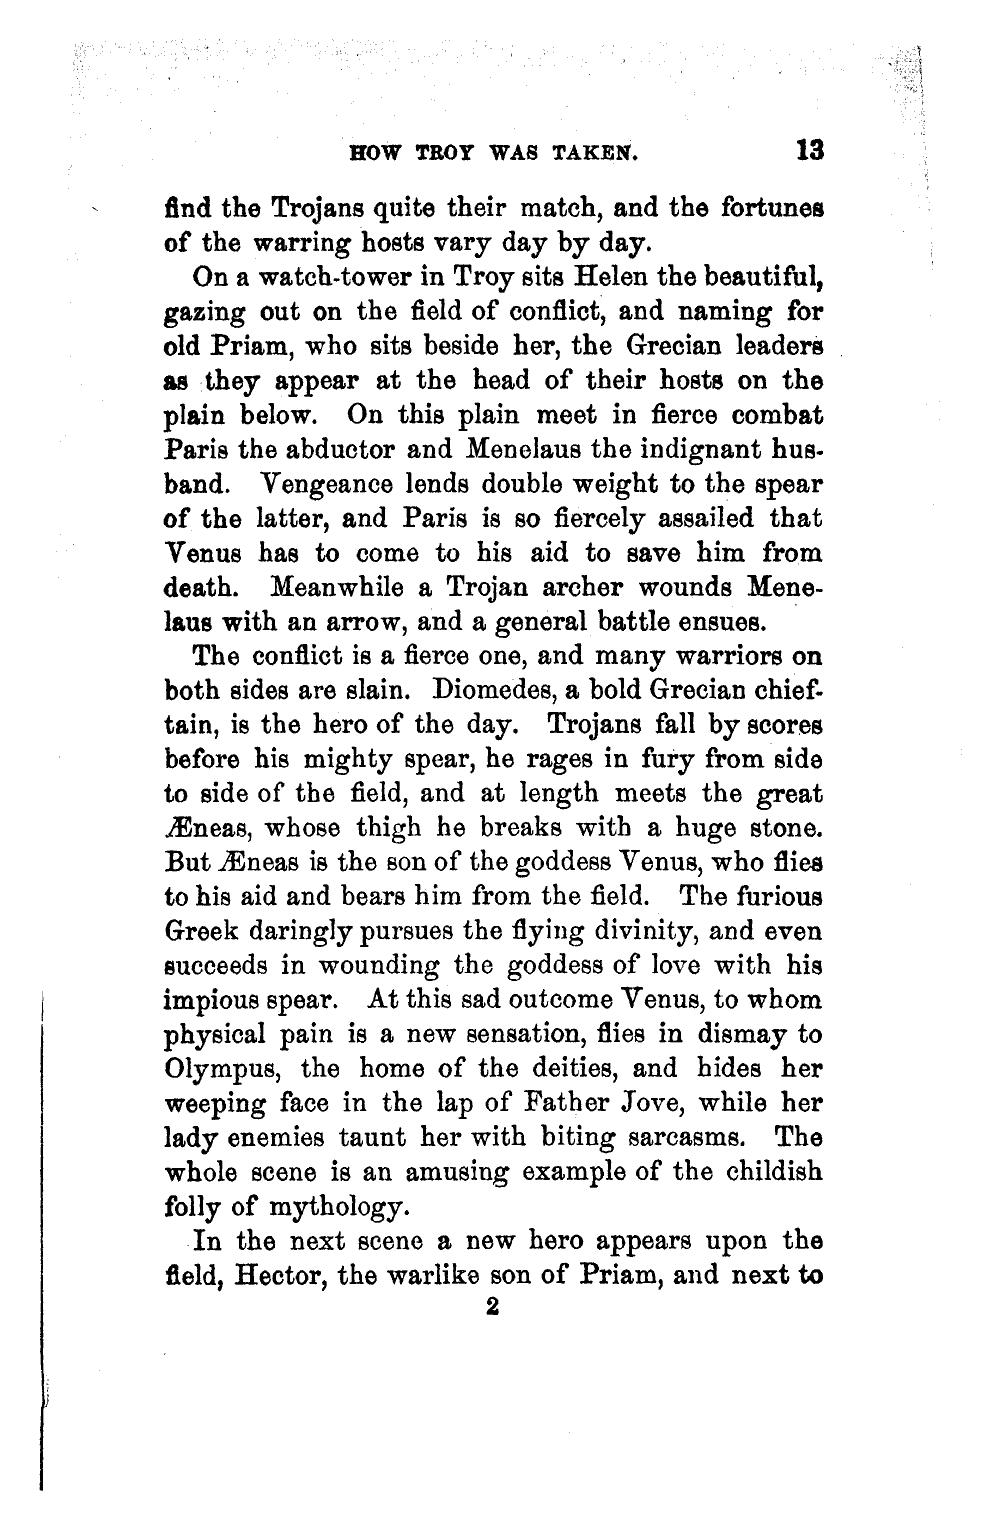 HOW TROY WAS TAKEN. 13
find the Trojans quite their match, and the fortunes
of the warring hosts vary day by day.
On a watch-tower in Troy sits Helen the beautiful,
gazing out on the field of conflict, and naming for
old Priam, who sits beside her, the Grecian leaders
as they appear at the head of their hosts on the
plain below. On this plain meet in fierce combat
Paris the abductor and Menelaus the indignant hus-
band. Vengeance lends double weight to the spear
of the latter, and Paris is so fiercely assailed that
Venus has to come to his aid to save him from
death. Meanwhile a Trojan archer wounds Mene-
laus with an arrow, and a general battle ensues.
The conflict is a fierce one, and many warriors on
both sides are slain. Diomedes, a bold Grecian chief-
tain, is the hero of the day. Trojans fall by scores
before his mighty spear, he rages in fury from side
to side of the field, and at length meets the great
Æneas, whose thigh he breaks with a huge stone.
But Æneas is the son of the goddess Venus, who flies
to his aid and bears him from the field. The furious
Greek daringly pursues the flying divinity, and even
succeeds in wounding the goddess of love with his
impious spear. At this sad outcome Venus, to whom
physical pain is a new sensation, flies in dismay to
Olympus, the home of the deities, and hides her
weeping face in the lap of Father Jove, while her
lady enemies taunt her with biting sarcasms. The
whole scene is an amusing example of the childish
folly of mythology.
In the next scene a new hero appears upon the
field, Hector, the warlike son of Priam, and next to
2